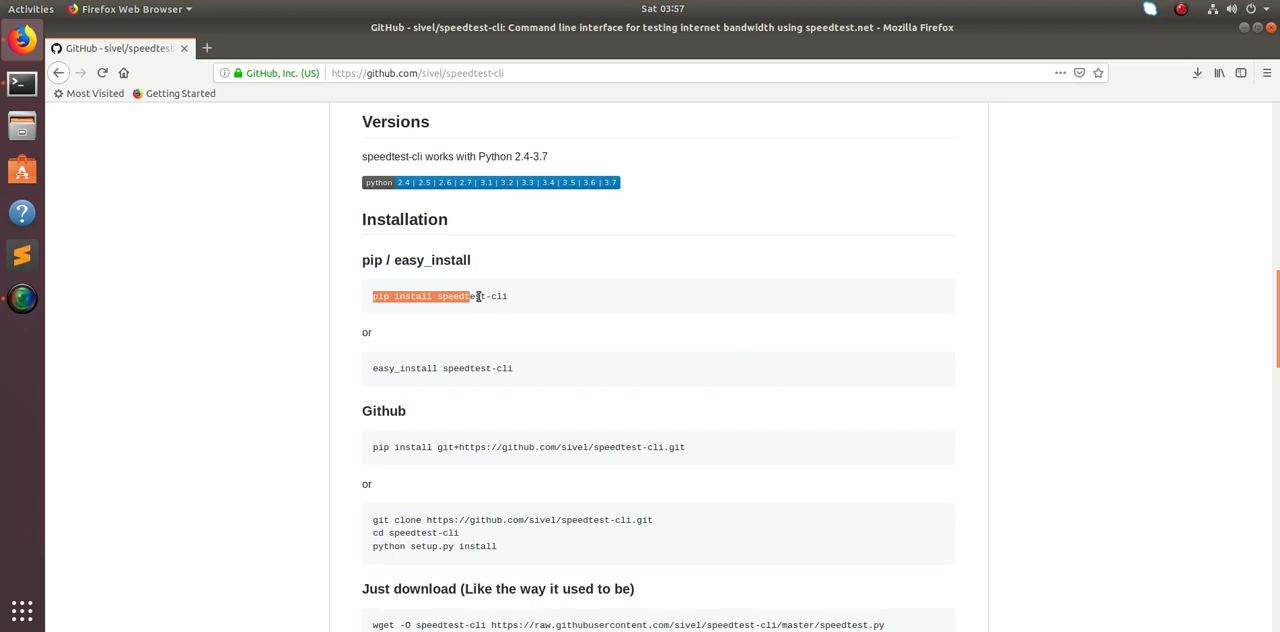 Activities
Firefox Web Browser
Sat 03:57
GitHub - sivel/speedtest-cli: Command line interface for testing internet bandwidth using speedtest.net - Mozilla Firefox
GitHub - sivel/speedtest
GitHub, Inc. (US)
https://github.com/sivel/speedtest-cli
Most Visited
Getting Started
Versions
speedtest-cli works with Python 2.4-3.7
python 2.4 | 2.5 | 2.6 | 2.7 | 3.1 | 3.2 | 3.3 | 3.4 | 3.5 | 3.6 | 3.7
Installation
pip / easy_install
pip install speedtest-cli
or
easy_install speedtest-cli
Github
pip install git+https://github.com/sivel/speedtest-cli.git
or
git clone https://github.com/sivel/speedtest-cli.git
cd speedtest-cli
python setup.py install
Just download (Like the way it used to be)
wget -O speedtest-cli https://raw.githubusercontent.com/sivel/speedtest-cli/master/speedtest.py